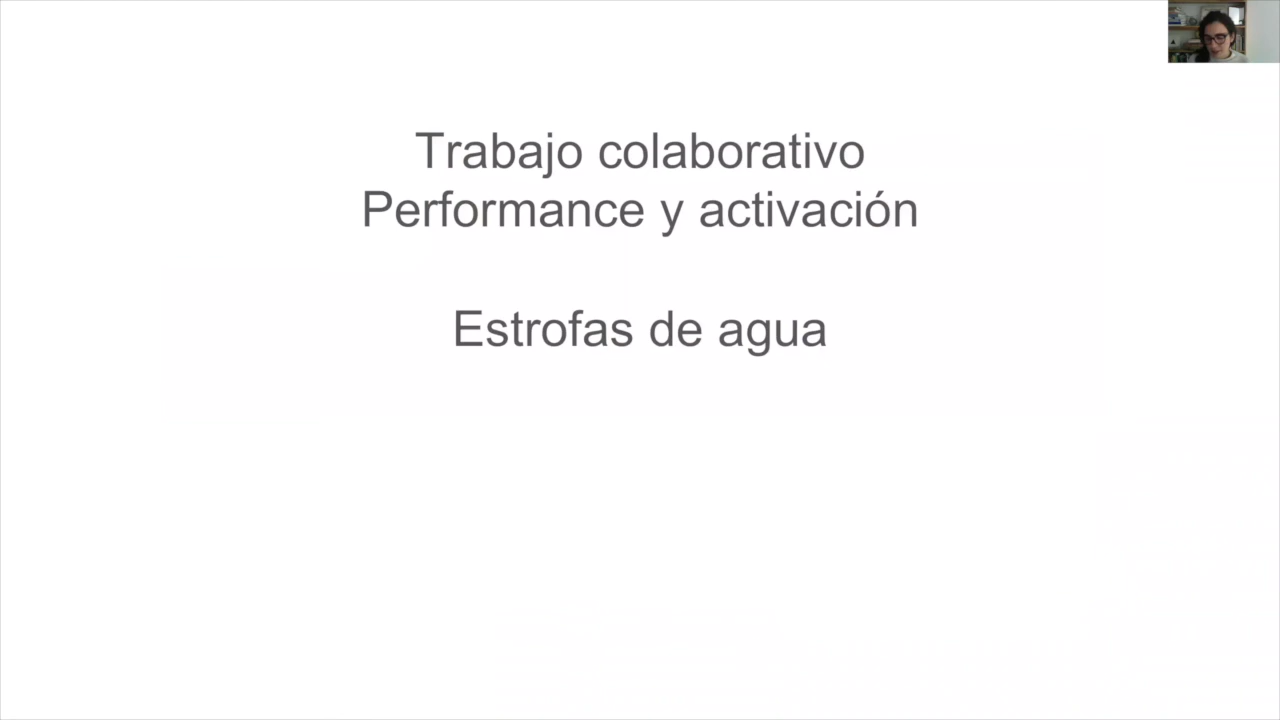 Trabajo colaborativo
Performance y activación
Estrofas de agua